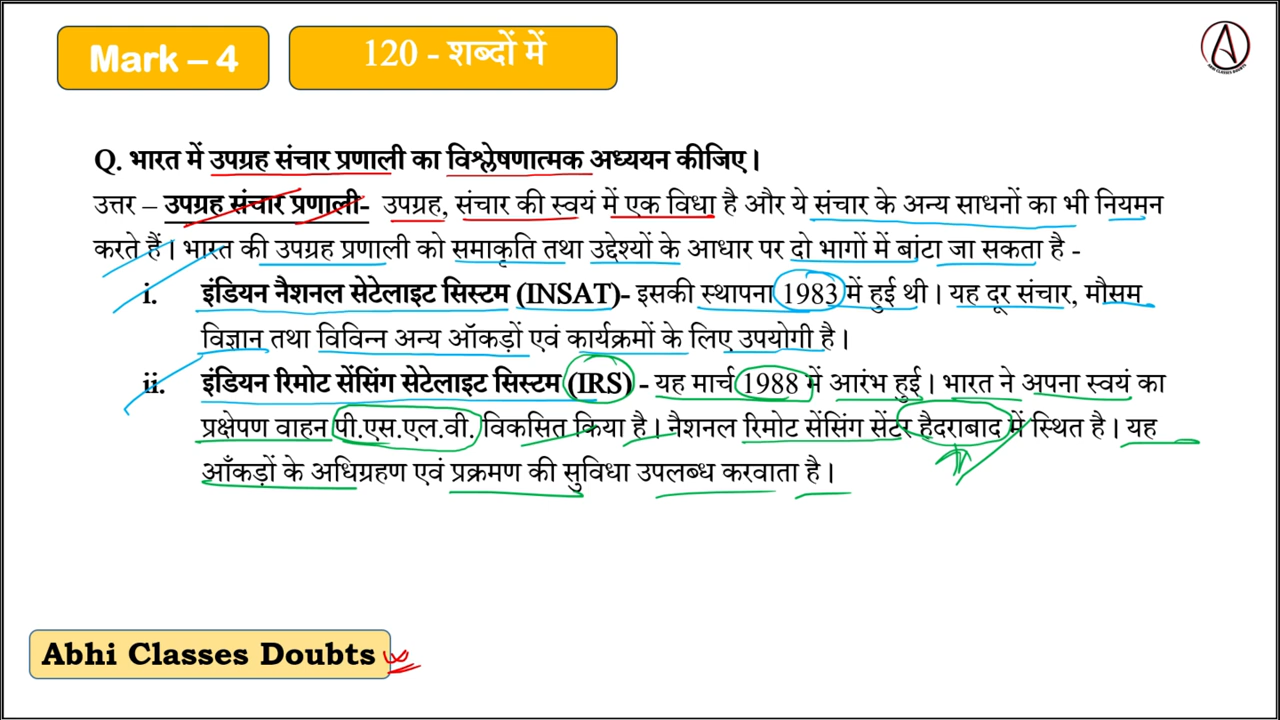 Mark – 4
120 - शब्दों में
ABHI CLASSES DOUBTS
Q. भारत में उपग्रह संचार प्रणाली का विश्लेषणात्मक अध्ययन कीजिए।
उत्तर – उपग्रह संचार प्रणाली- उपग्रह, संचार की स्वयं में एक विधा है और ये संचार के अन्य साधनों का भी नियमन
करते हैं। भारत की उपग्रह प्रणाली को समाकृति तथा उद्देश्यों के आधार पर दो भागों में बांटा जा सकता है -
i. इंडियन नैशनल सेटेलाइट सिस्टम (INSAT)- इसकी स्थापना 1983 में हुई थी। यह दूर संचार, मौसम
विज्ञान तथा विविन्न अन्य ऑकड़ों एवं कार्यक्रमों के लिए उपयोगी है।
ii. इंडियन रिमोट सेंसिंग सेटेलाइट सिस्टम (IRS) - यह मार्च 1988 में आरंभ हुई। भारत ने अपना स्वयं का
प्रक्षेपण वाहन पी.एस.एल.वी. विकसित किया है। नैशनल रिमोट सेंसिंग सेंटर हैदराबाद में स्थित है। यह
आँकड़ों के अधिग्रहण एवं प्रक्रमण की सुविधा उपलब्ध करवाता है।
Abhi Classes Doubts